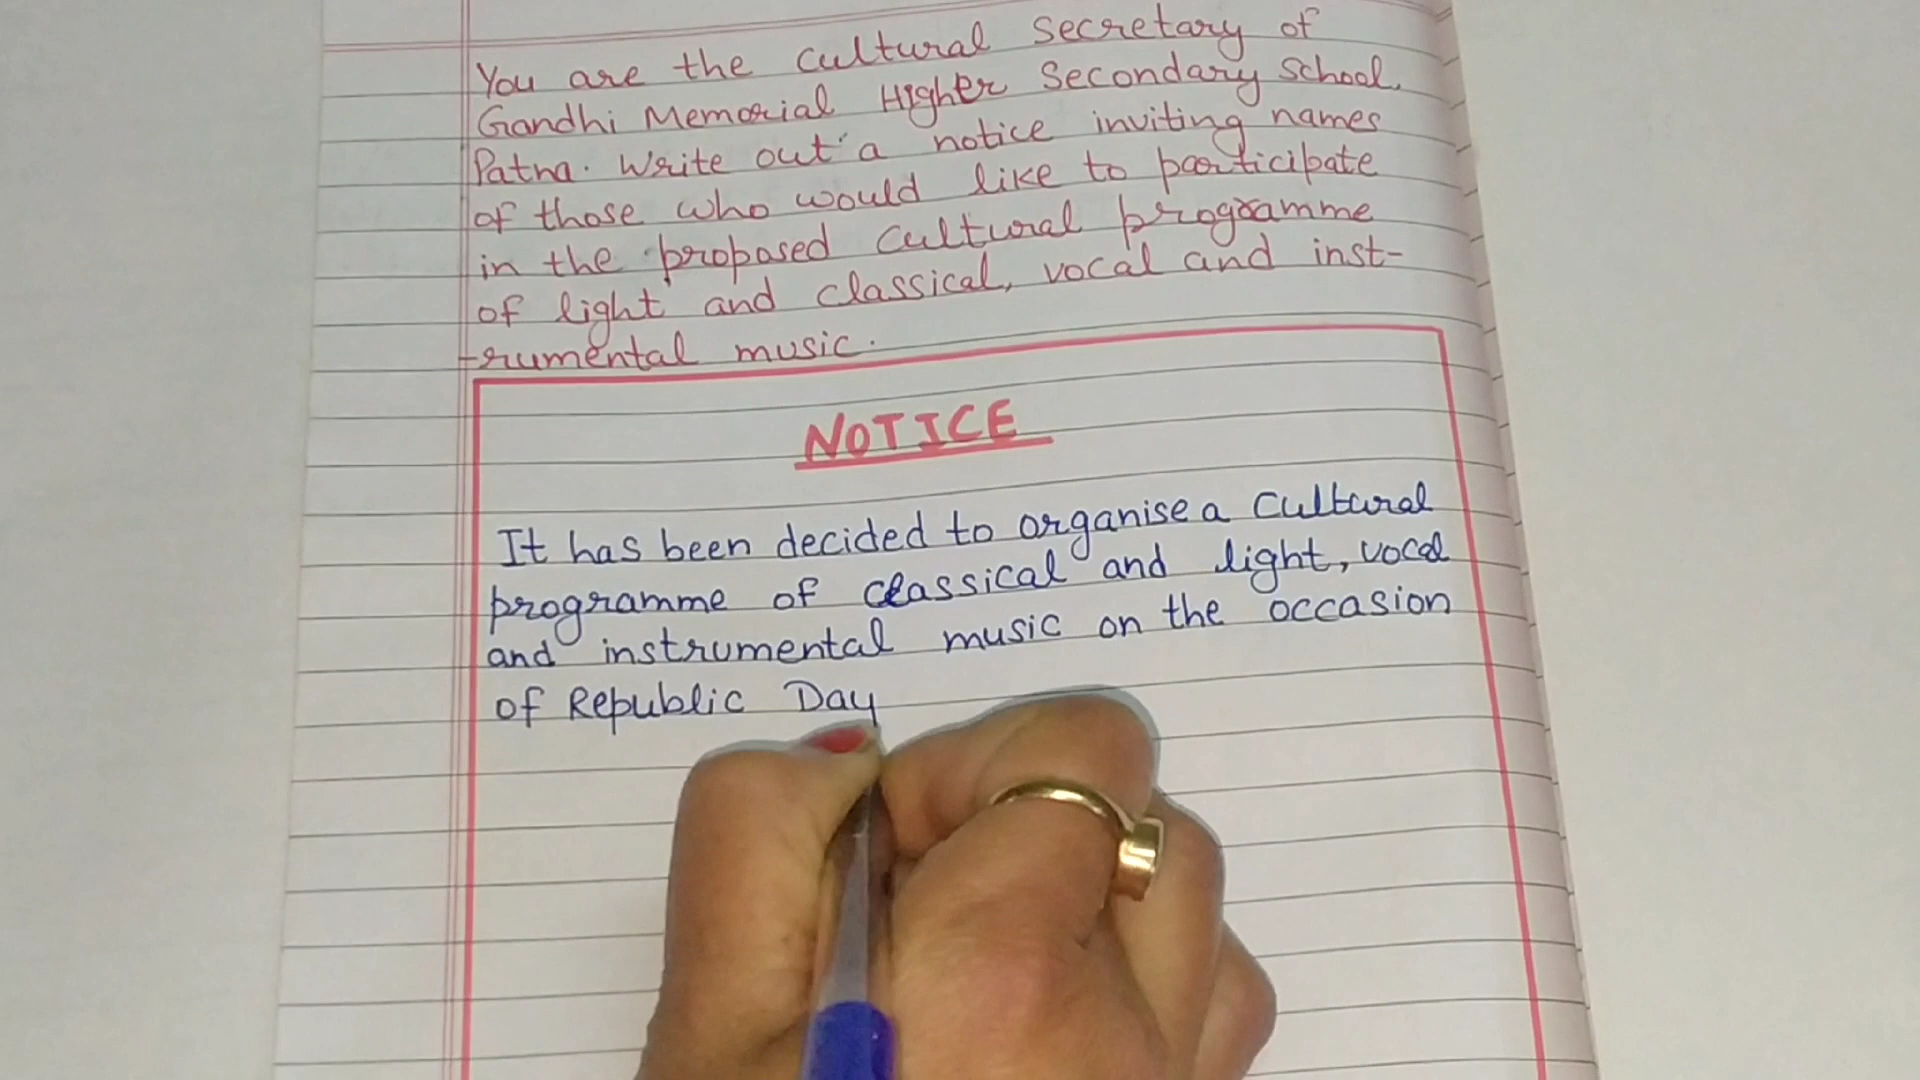 You are the cultural secretary of
Gandhi Memorial Higher Secondary School,
Patna. Write out a notice inviting names
of those who would like to participate
in the proposed cultural programme
of light and classical, vocal and inst-
-rumental music.
NOTICE
It has been decided to organise a cultural
programme of classical and light, vocal
and instrumental music on the occasion
of Republic Day